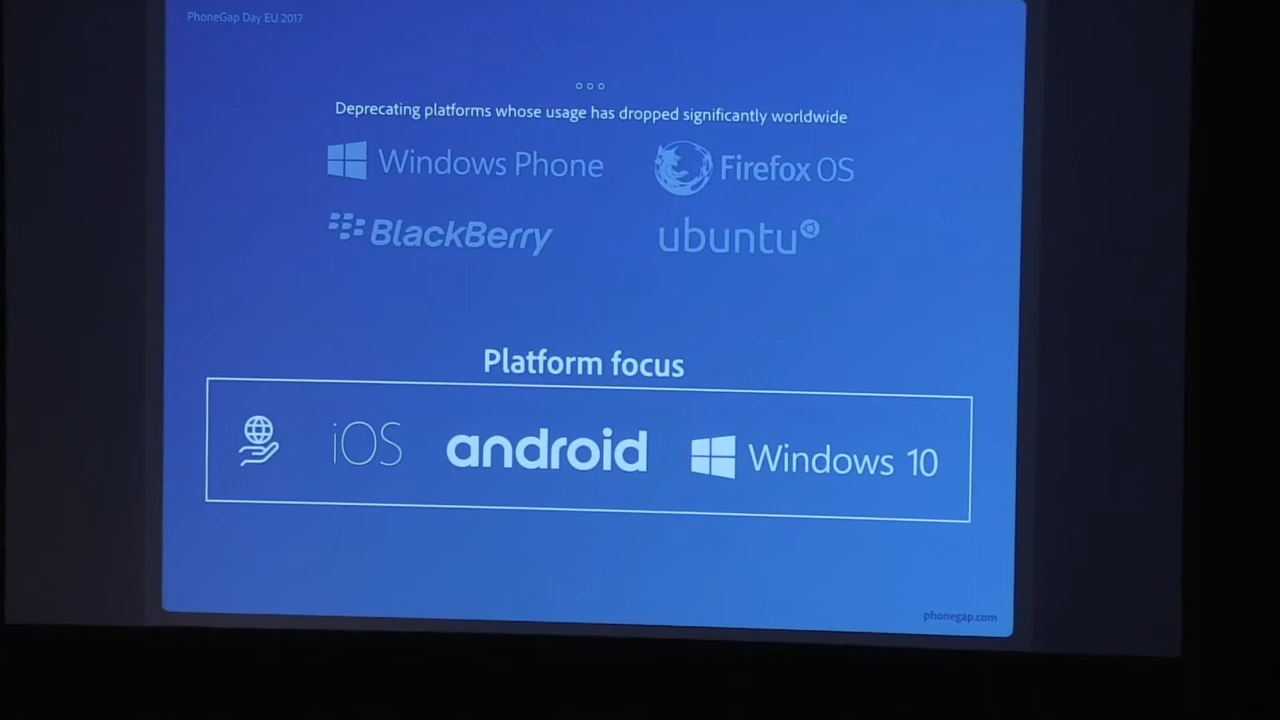 PhoneGap Day EU 2017
Deprecating platforms whose usage has dropped significantly worldwide
Windows Phone
Firefox OS
BlackBerry
ubuntu
Platform focus
iOS
android
Windows 10
phonegap.com